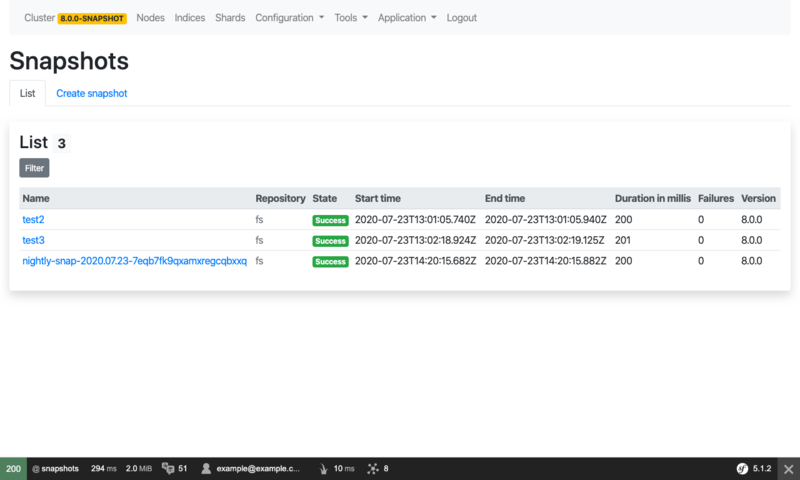 Cluster 8.0.0-SNAPSHOT Nodes Indices Shards Configuration Tools Application Logout
Snapshots
List Create snapshot
List 3
Filter
Name Repository State Start time End time Duration in millis Failures Version
test2 fs Success 2020-07-23T13:01:05.740Z 2020-07-23T13:01:05.940Z 200 0 8.0.0
test3 fs Success 2020-07-23T13:02:18.924Z 2020-07-23T13:02:19.125Z 201 0 8.0.0
nightly-snap-2020.07.23-7eqb7fk9qxamxregcqbxxq fs Success 2020-07-23T14:20:15.682Z 2020-07-23T14:20:15.882Z 200 0 8.0.0
200 @ snapshots 294 ms 2.0 MiB 51 example@example.c... 10 ms 8 sf 5.1.2